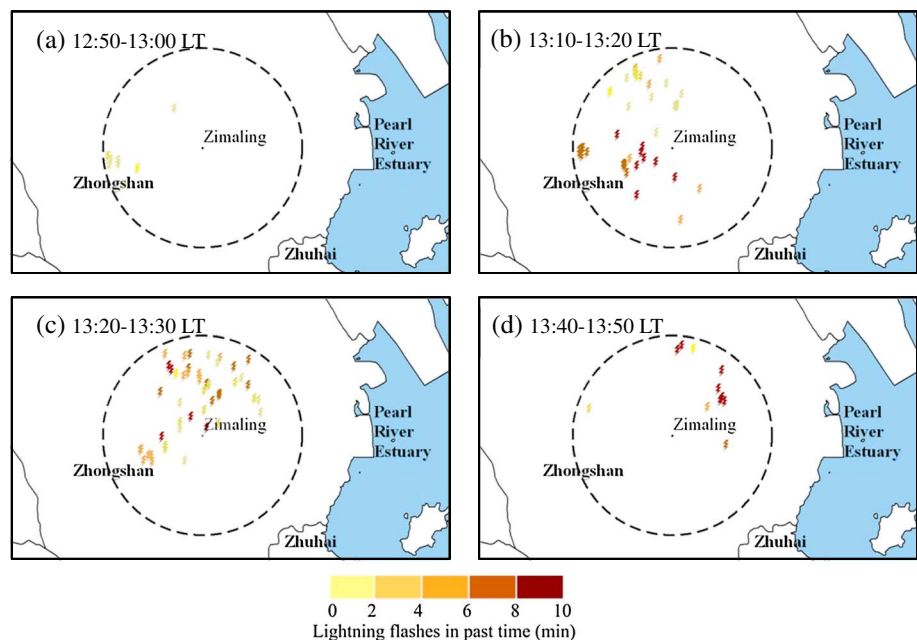 (a) 12:50-13:00 LT
Zimaling
Zhongshan
Pearl
River
Estuary
Zhuhai
(b) 13:10-13:20 LT
Zimaling
Zhongshan
Pearl
River
Estuary
Zhuhai
(c) 13:20-13:30 LT
Zimaling
Zhongshan
Pearl
River
Estuary
Zhuhai
(d) 13:40-13:50 LT
Zimaling
Zhongshan
Pearl
River
Estuary
Zhuhai
0 2 4 6 8 10
Lightning flashes in past time (min)